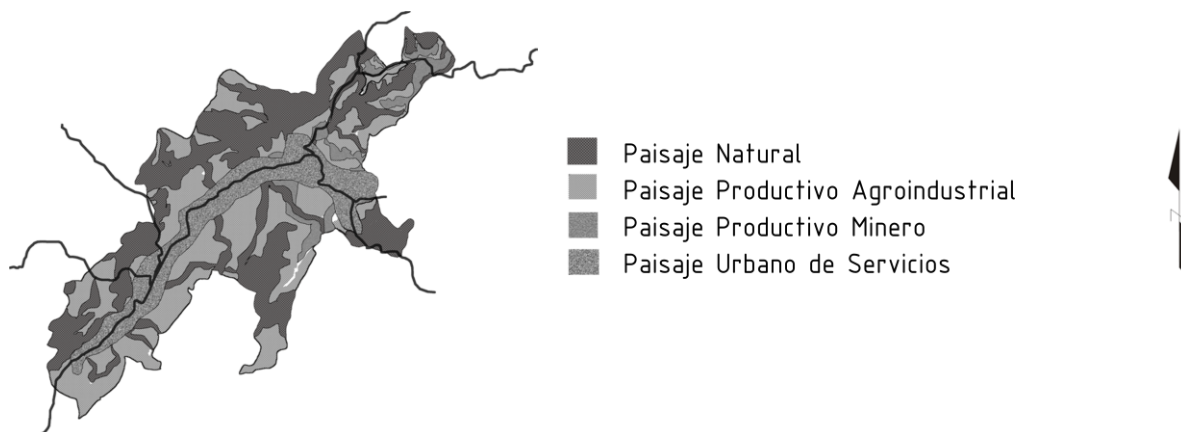 Paisaje Natural
Paisaje Productivo Agroindustrial
Paisaje Productivo Minero
Paisaje Urbano de Servicios